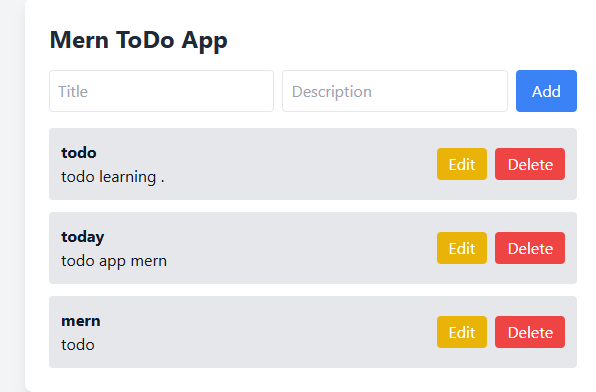 Mern ToDo App
Title Description Add
todo
todo learning .
Edit Delete
today
todo app mern
Edit Delete
mern
todo
Edit Delete